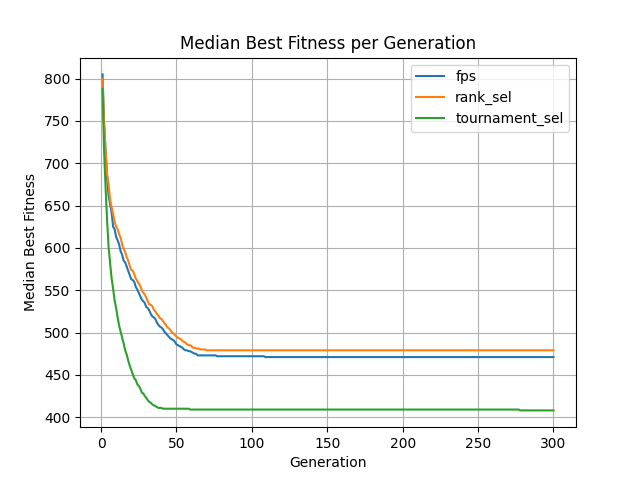 Median Best Fitness per Generation
fps
rank_sel
tournament_sel
Median Best Fitness
800
750
700
650
600
550
500
450
400
0 50 100 150 200 250 300
Generation